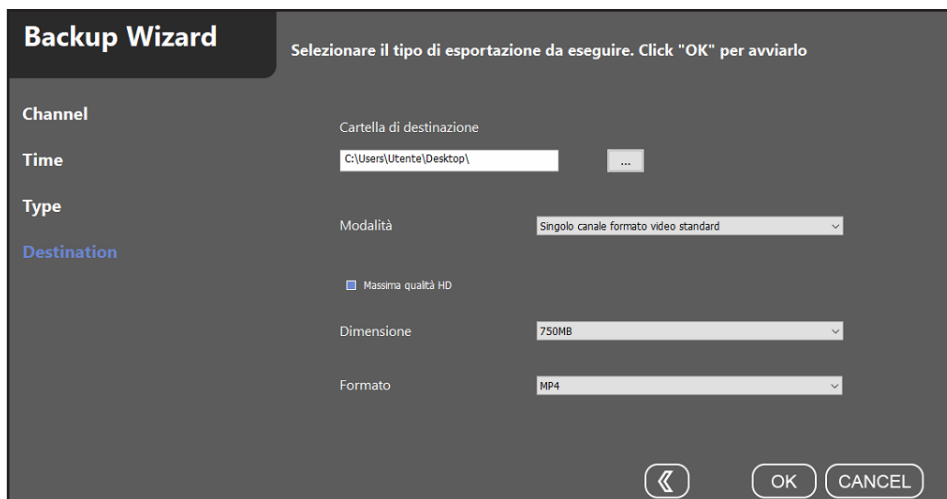 Backup Wizard
Selezionare il tipo di esportazione da eseguire. Click "OK" per avviarlo
Channel
Time
Type
Destination
Cartella di destinazione
C:\Users\Utente\Desktop\
...
Modalità
Singolo canale formato video standard
Massima qualità HD
Dimensione
750MB
Formato
MP4
OK
CANCEL